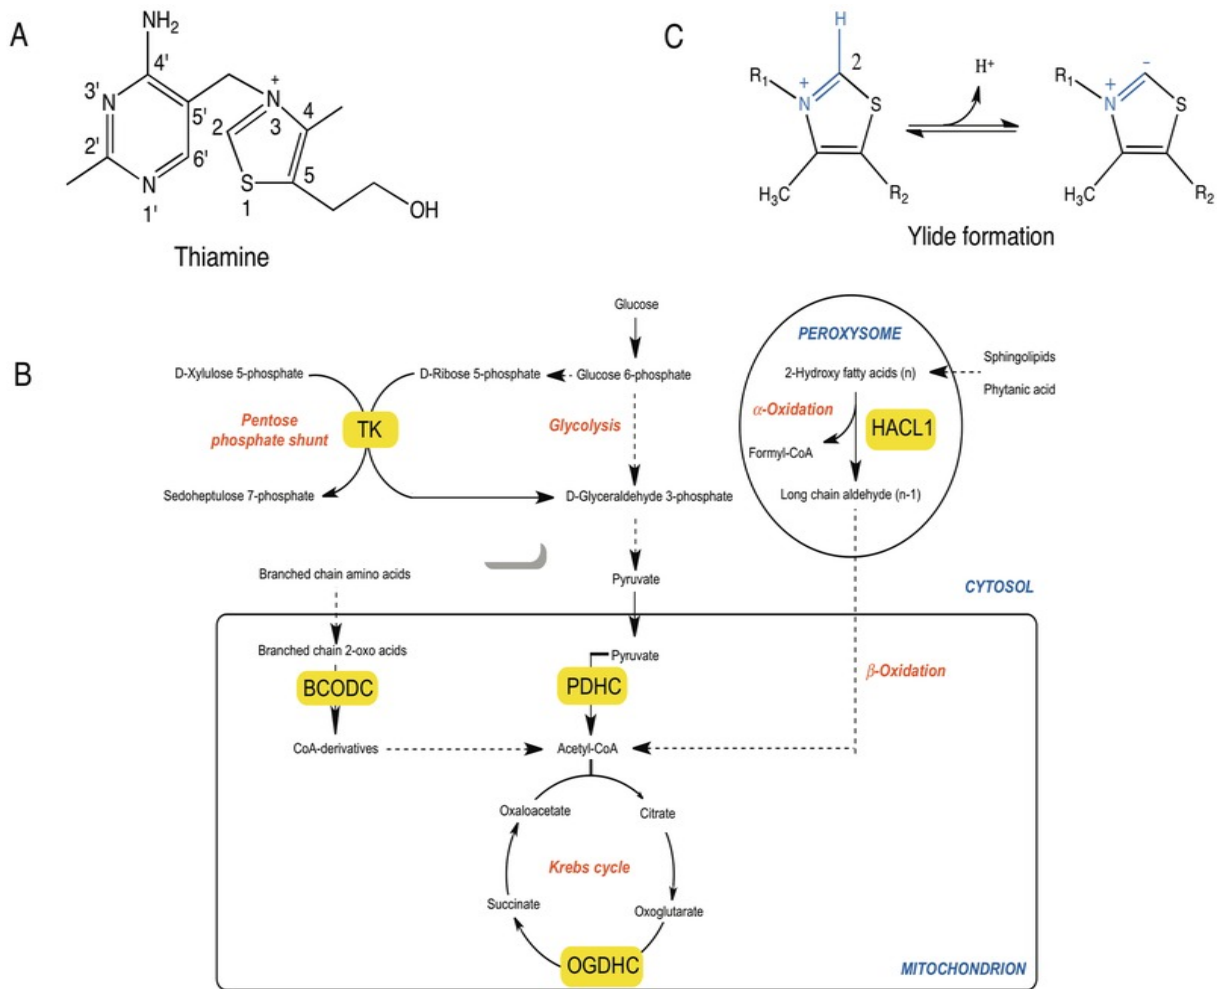 A
NH2
4'
3'
N
5'
2'
6'
N
1'
+
N
3
2
4
S
1
5
OH
Thiamine
C
H
2
R1
+
N
S
H3C
R2
H+
R1
+
N
-
S
H3C
R2
Ylide formation
B
Glucose
D-Xylulose 5-phosphate
D-Ribose 5-phosphate
Glucose 6-phosphate
Pentose
phosphate shunt
TK
Glycolysis
Sedoheptulose 7-phosphate
D-Glyceraldehyde 3-phosphate
PEROXYSOME
2-Hydroxy fatty acids (n)
Sphingolipids
Phytanic acid
α-Oxidation
HACL1
Formyl-CoA
Long chain aldehyde (n-1)
Branched chain amino acids
Pyruvate
CYTOSOL
Branched chain 2-oxo acids
Pyruvate
BCODC
PDHC
β-Oxidation
CoA-derivatives
Acetyl-CoA
Oxaloacetate
Citrate
Krebs cycle
Succinate
Oxoglutarate
OGDHC
MITOCHONDRION